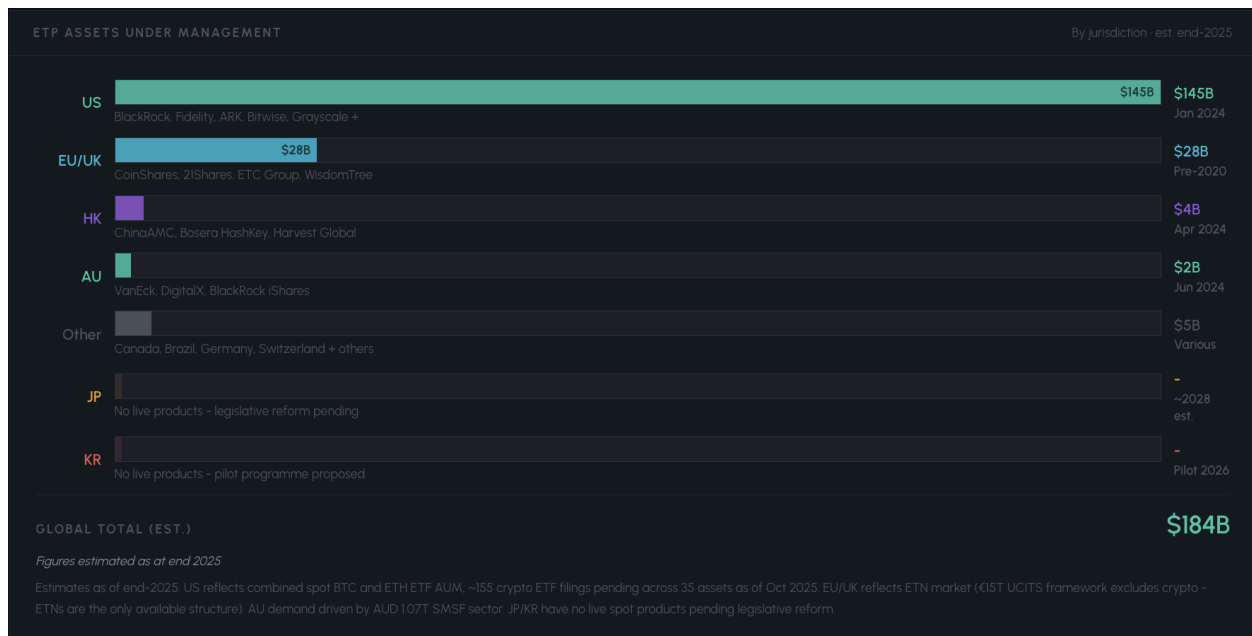 ETP ASSETS UNDER MANAGEMENT
By jurisdiction · est. end-2025
US
$145B
$145B
Jan 2024
BlackRock, Fidelity, ARK, Bitwise, Grayscale +
EU/UK
$28B
$28B
Pre-2020
CoinShares, 21Shares, ETC Group, WisdomTree
HK
$4B
Apr 2024
ChinaAMC, Bosera HashKey, Harvest Global
AU
$2B
Jun 2024
VanEck, DigitalX, BlackRock iShares
Other
$5B
Various
Canada, Brazil, Germany, Switzerland + others
JP
-
~2028
est.
No live products - legislative reform pending
KR
-
Pilot 2026
No live products - pilot programme proposed
GLOBAL TOTAL (EST.)
$184B
Figures estimated as at end 2025
Estimates as of end-2025. US reflects combined spot BTC and ETH ETF AUM; ~155 crypto ETF filings pending across 35 assets as of Oct 2025. EU/UK reflects ETN market (€15T UCITS framework excludes crypto -
ETNs are the only available structure). AU demand driven by AUD 1.07T SMSF sector. JP/KR have no live spot products pending legislative reform.